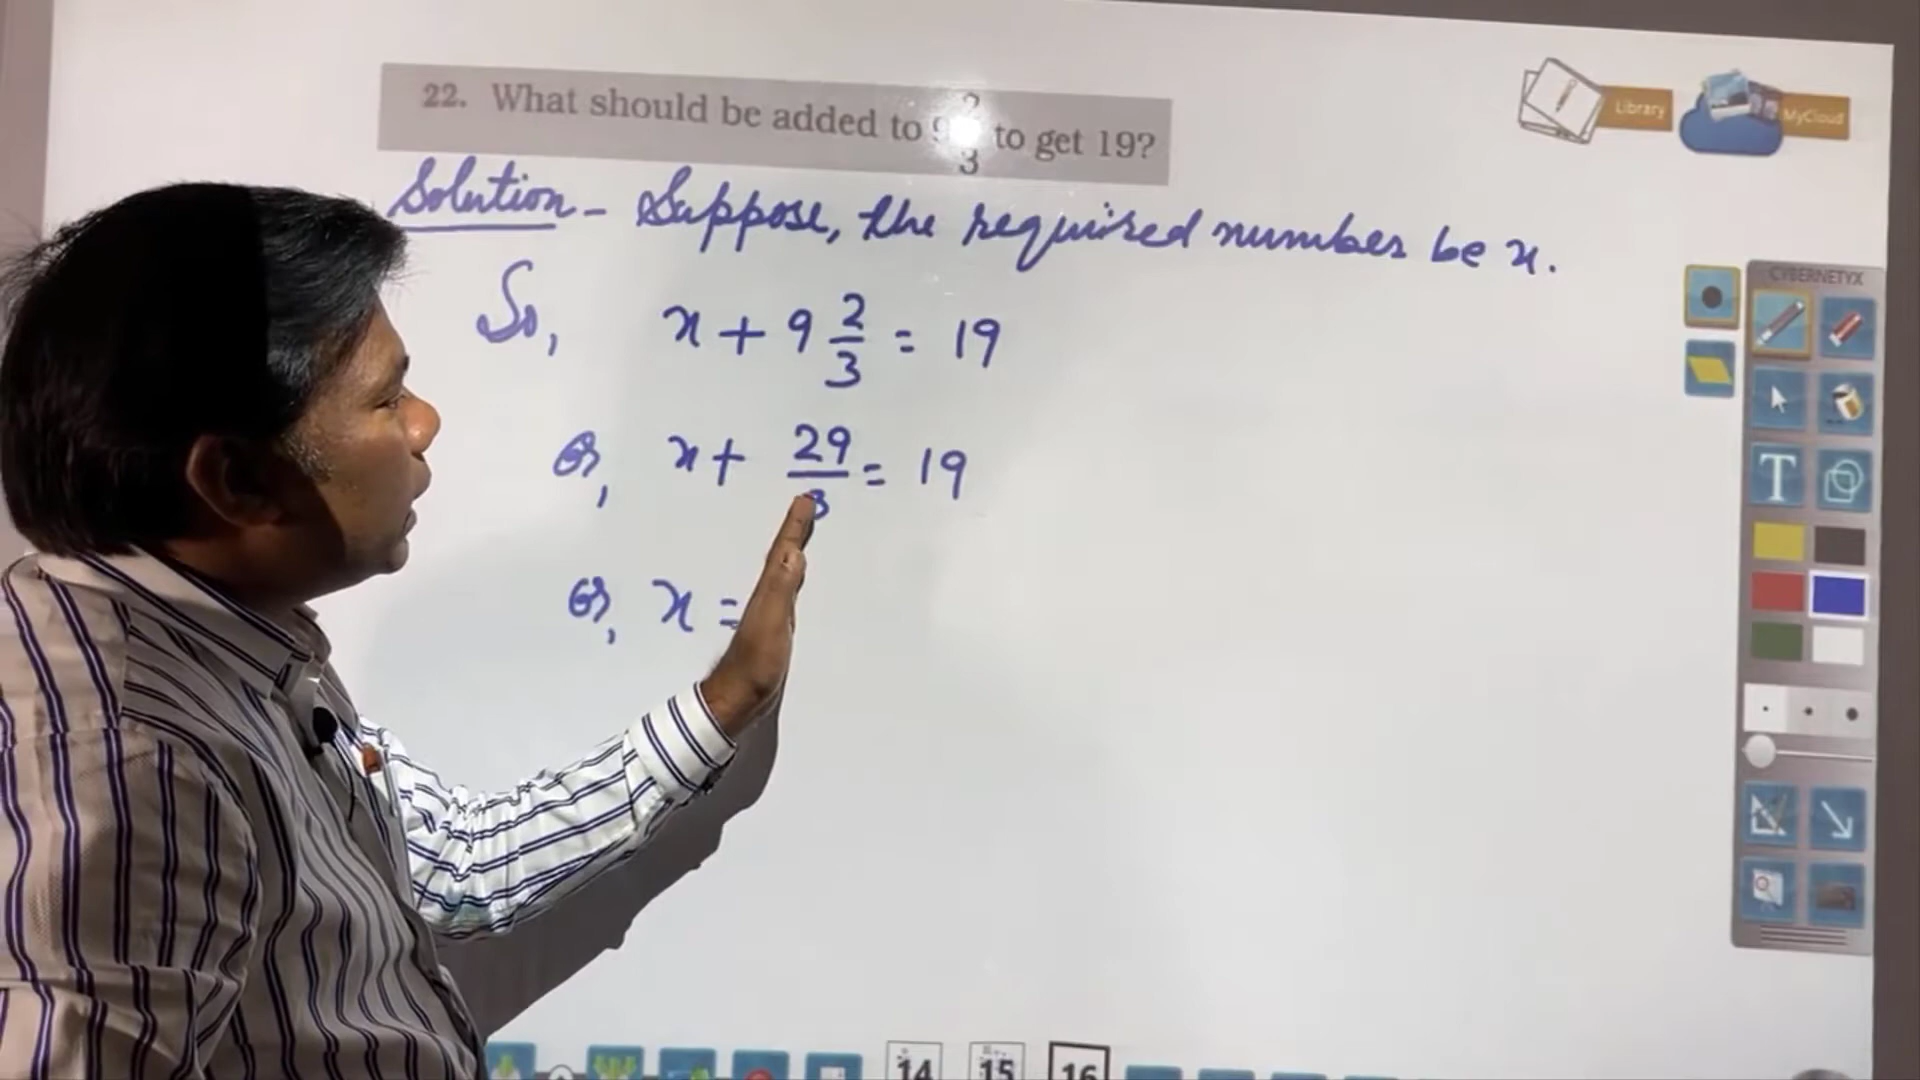 22. What should be added to 9 2/3 to get 19?
Solution - Suppose, the required number be x.
So, x + 9 2/3 = 19
or, x + 29/3 = 19
or, x =
Library
MyCloud
CYBERNETYX
T
14
15
16